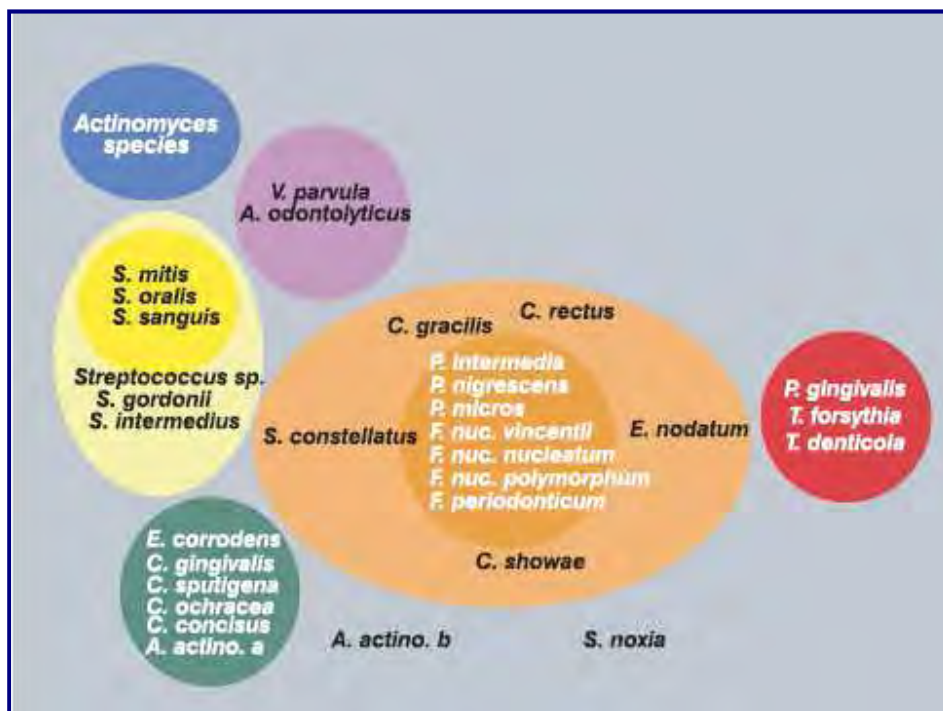 Actinomyces
species
V. parvula
A. odontolyticus
S. mitis
S. oralis
S. sanguis
Streptococcus sp.
S. gordonii
S. intermedius
C. gracilis
C. rectus
P. intermedia
P. nigrescens
P. micros
F. nuc. vincentii
F. nuc. nucleatum
F. nuc. polymorphum
F. periodonticum
S. constellatus
E. nodatum
C. showae
P. gingivalis
T. forsythia
T. denticola
E. corrodens
C. gingivalis
C. sputigena
C. ochracea
C. concisus
A. actino. a
A. actino. b
S. noxia